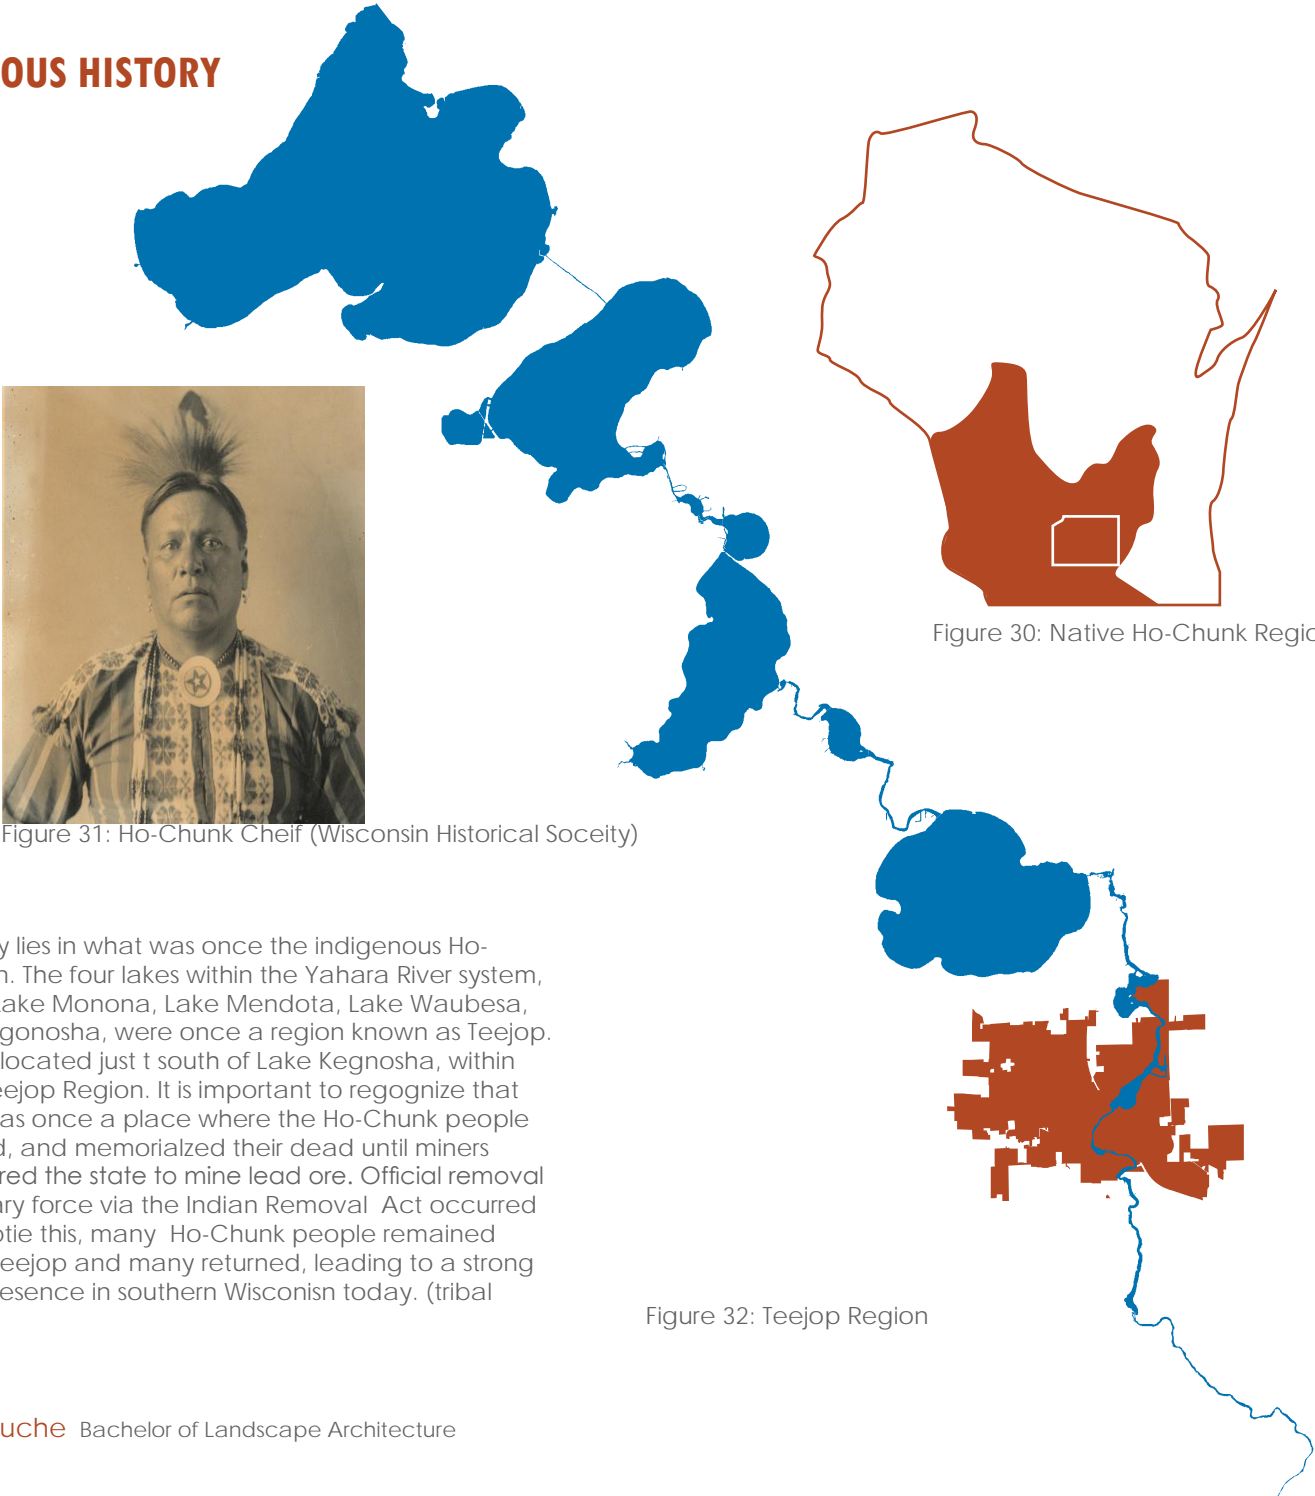 OUS HISTORY
Figure 30: Native Ho-Chunk Regio
Figure 31: Ho-Chunk Cheif (Wisconsin Historical Soceity)
y lies in what was once the indigenous Ho-
n. The four lakes within the Yahara River system,
Lake Monona, Lake Mendota, Lake Waubesa,
gonosha, were once a region known as Teejop.
located just t south of Lake Kegnosha, within
eejop Region. It is important to regognize that
as once a place where the Ho-Chunk people
d, and memorialzed their dead until miners
red the state to mine lead ore. Official removal
ary force via the Indian Removal Act occurred
ptie this, many Ho-Chunk people remained
eejop and many returned, leading to a strong
esence in southern Wisconisn today. (tribal
Figure 32: Teejop Region
uche Bachelor of Landscape Architecture